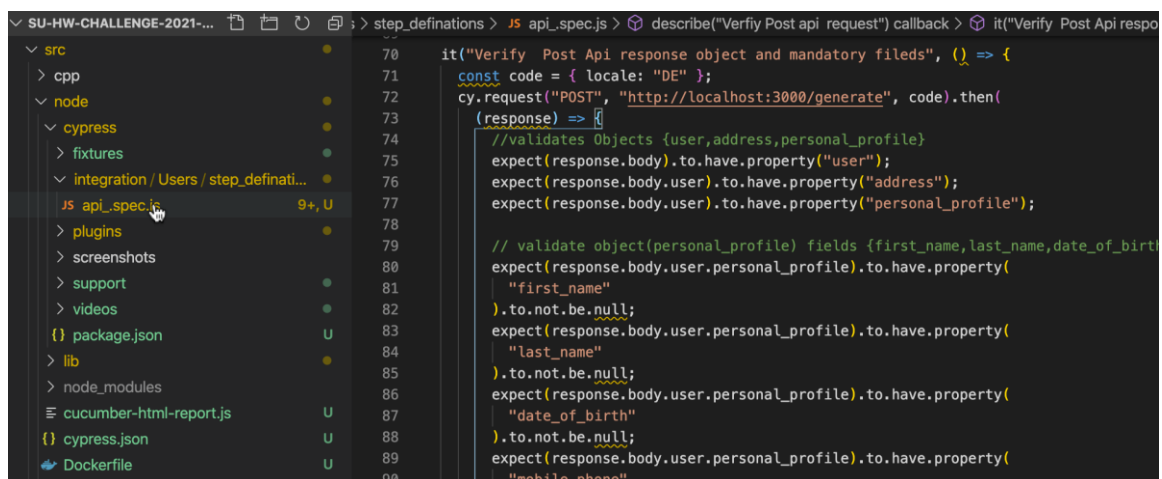 SU-HW-CHALLENGE-2021-...
s > step_definations > JS api_.spec.js > describe("Verfiy Post api request") callback > it("Verify Post Api respo
src
cpp
node
cypress
fixtures
integration / Users / step_definati...
JS api_.spec.js 9+, U
plugins
screenshots
support
videos
{} package.json U
lib
node_modules
cucumber-html-report.js U
{} cypress.json U
Dockerfile U
70 it("Verify Post Api response object and mandatory fileds", () => {
71 const code = { locale: "DE" };
72 cy.request("POST", "http://localhost:3000/generate", code).then(
73 (response) => {
74 //validates Objects {user,address,personal_profile}
75 expect(response.body).to.have.property("user");
76 expect(response.body.user).to.have.property("address");
77 expect(response.body.user).to.have.property("personal_profile");
78
79 // validate object(personal_profile) fields {first_name,last_name,date_of_birth
80 expect(response.body.user.personal_profile).to.have.property(
81 "first_name"
82 ).to.not.be.null;
83 expect(response.body.user.personal_profile).to.have.property(
84 "last_name"
85 ).to.not.be.null;
86 expect(response.body.user.personal_profile).to.have.property(
87 "date_of_birth"
88 ).to.not.be.null;
89 expect(response.body.user.personal_profile).to.have.property(
90 "mobile_phone"